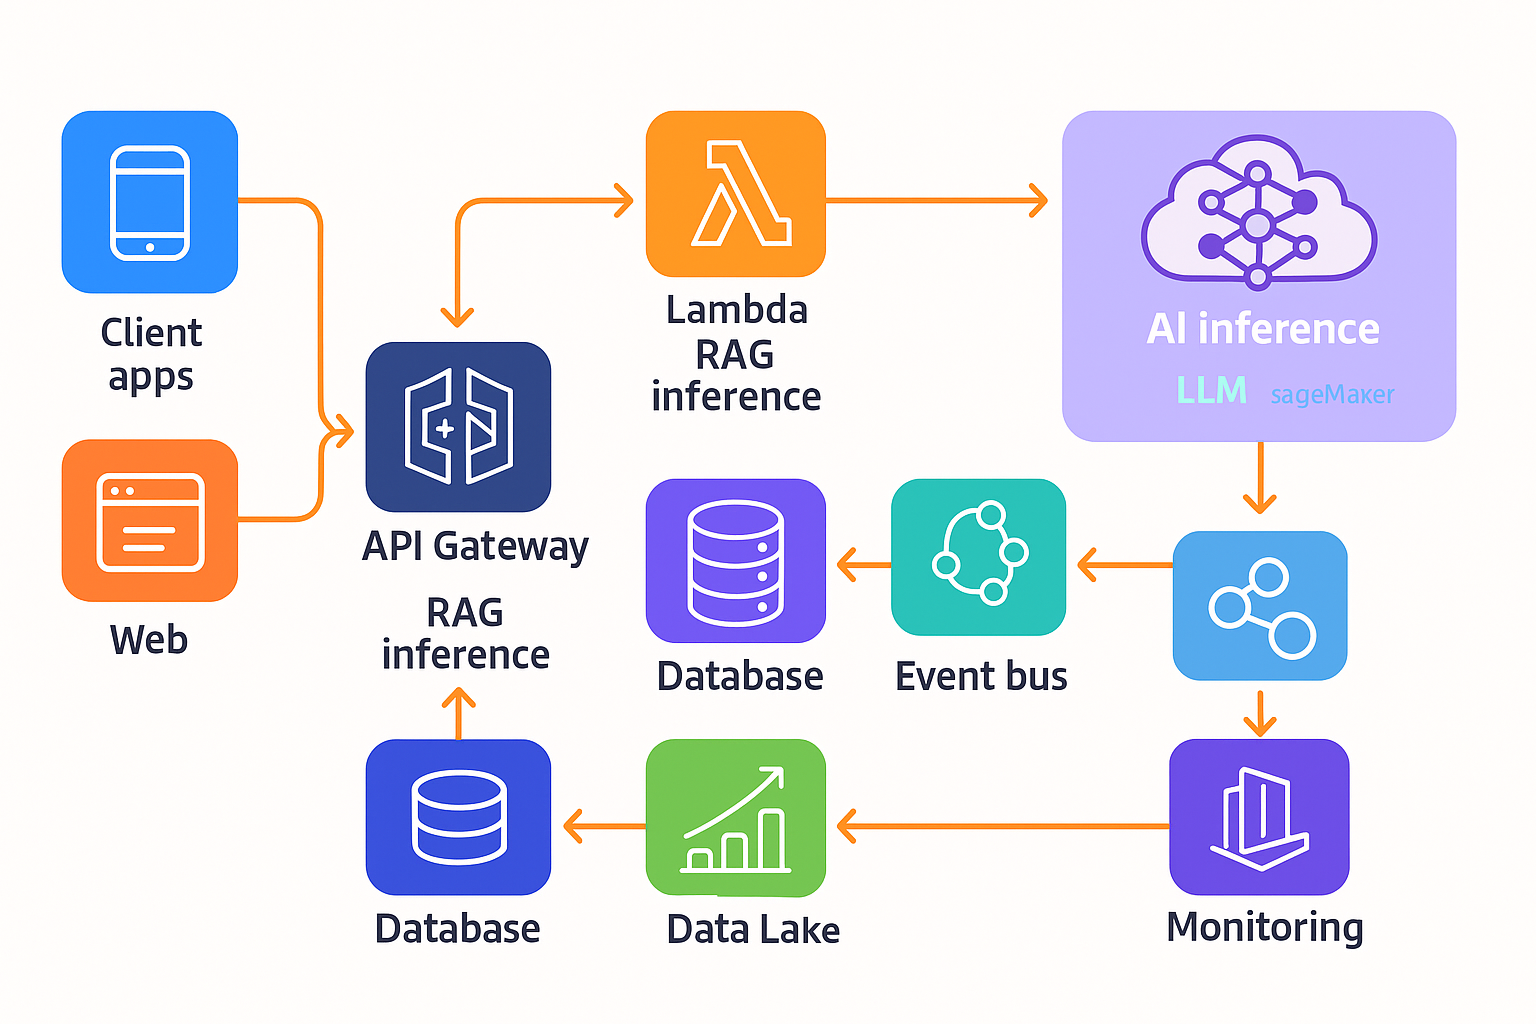 Client
apps
Web
API Gateway
RAG
inference
Lambda
RAG
inference
AI inference
LLM sageMaxer
Database
Event bus
Database
Data Lake
Monitoring